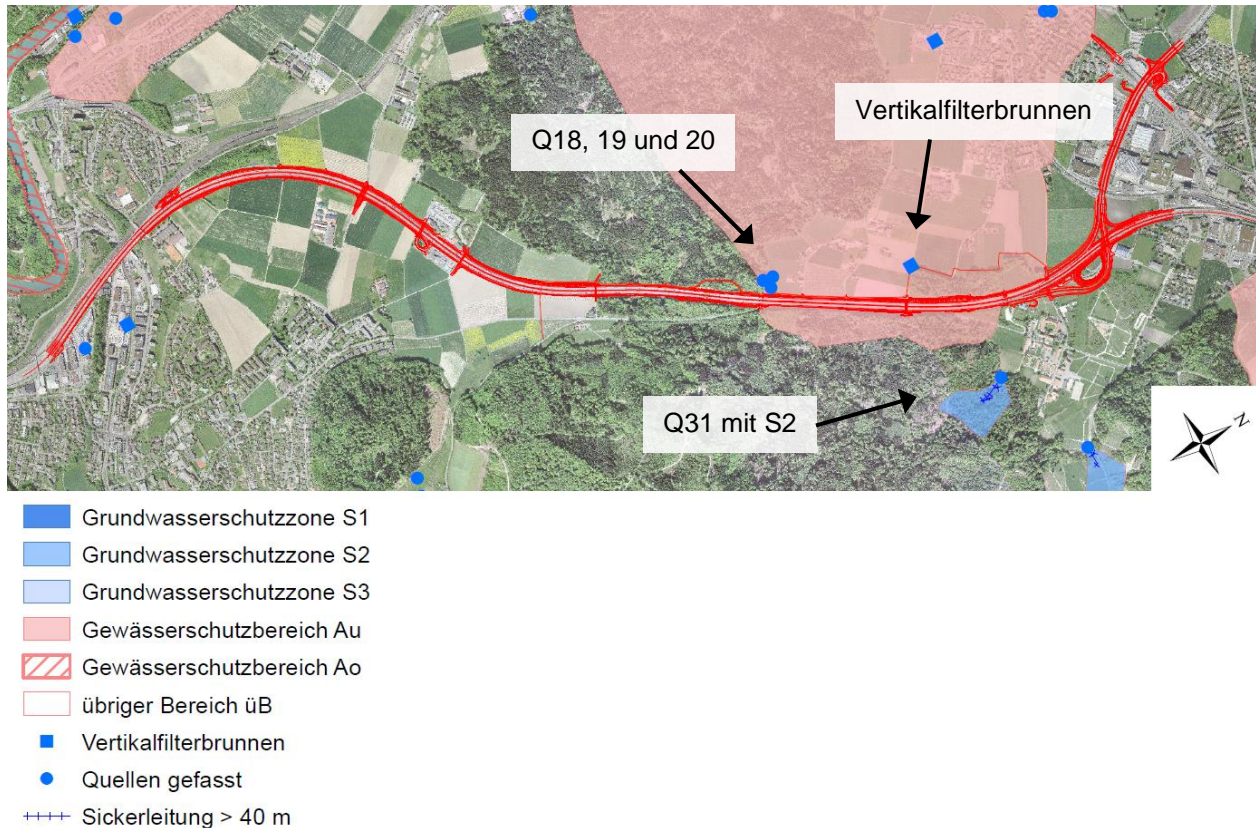 Vertikalfilterbrunnen
Q18, 19 und 20
Q31 mit S2
N
Grundwasserschutzzone S1
Grundwasserschutzzone S2
Grundwasserschutzzone S3
Gewässerschutzbereich Au
Gewässerschutzbereich Ao
übriger Bereich üB
Vertikalfilterbrunnen
Quellen gefasst
Sickerleitung > 40 m